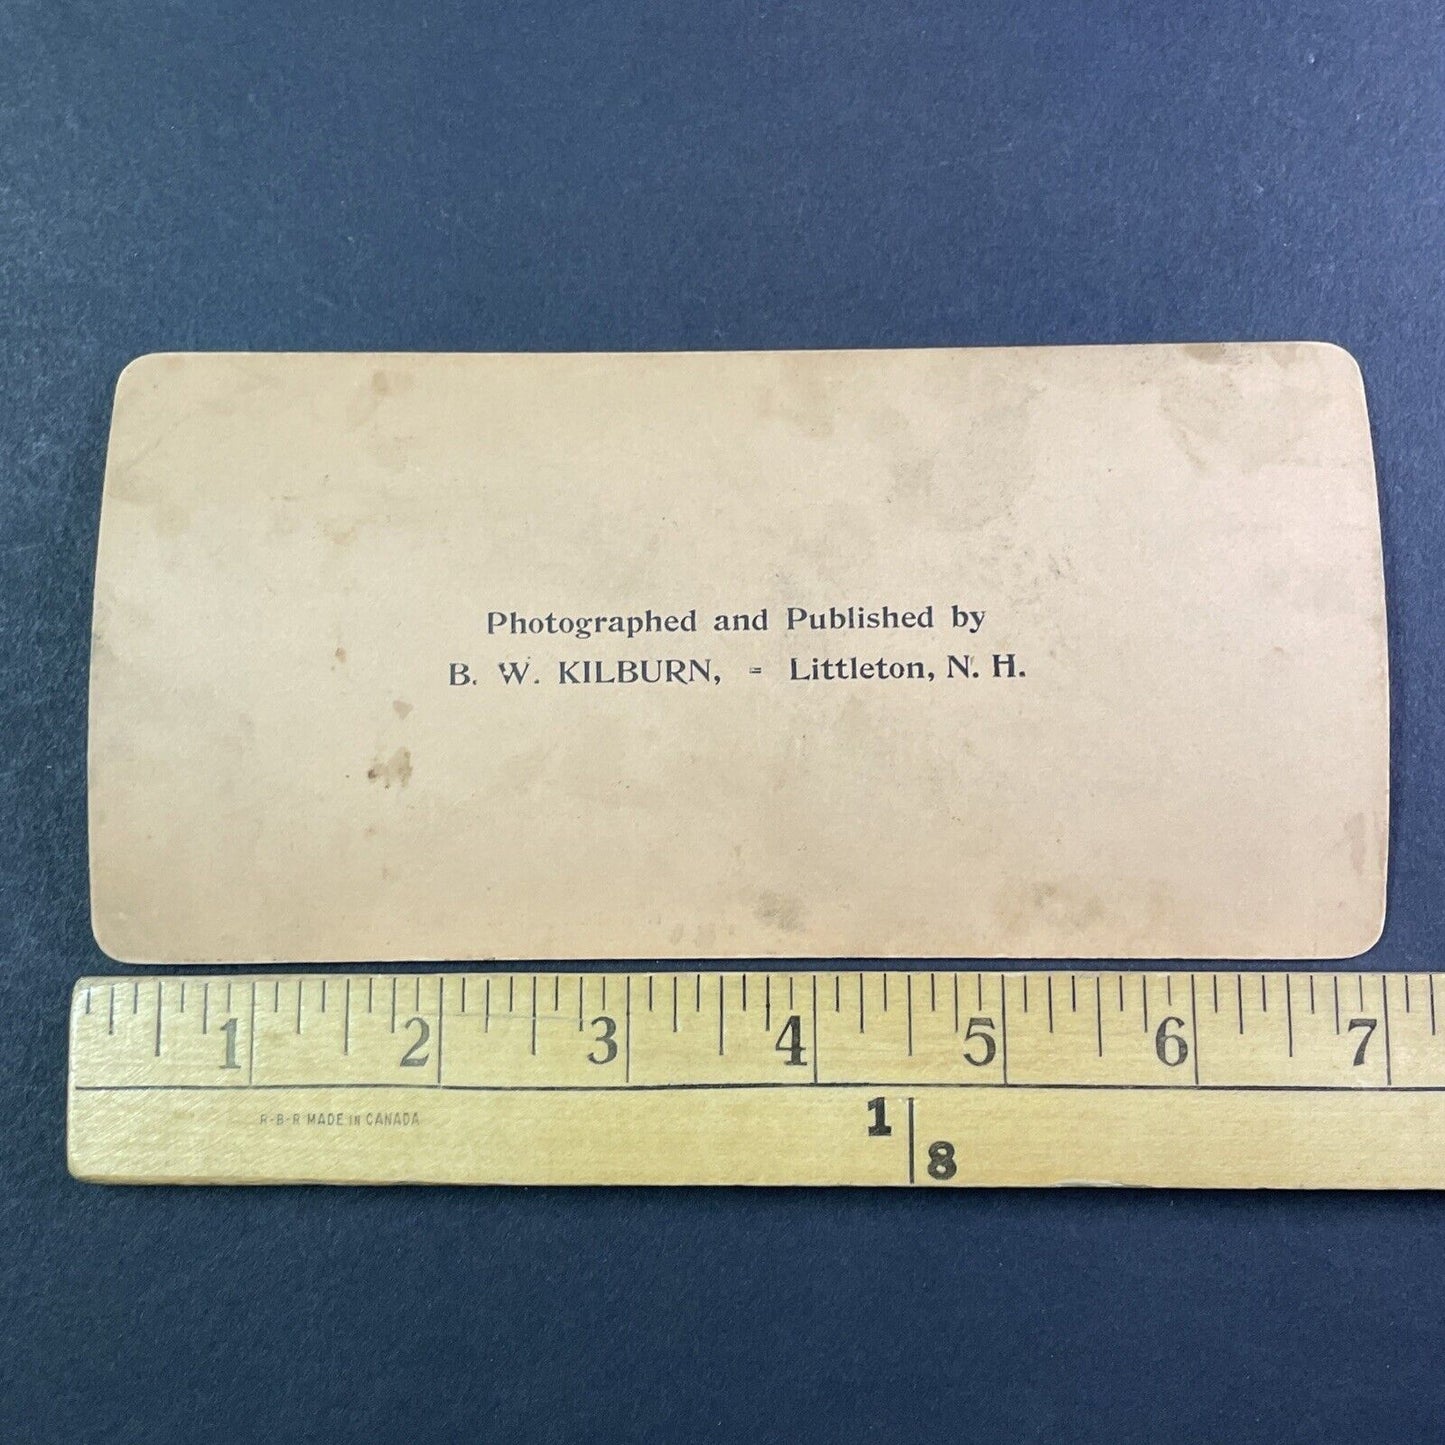 Photographed and Published by
B. W. KILBURN, = Littleton, N. H.
1 2 3 4 5 6 7
R-B-R MADE IN CANADA
1
8